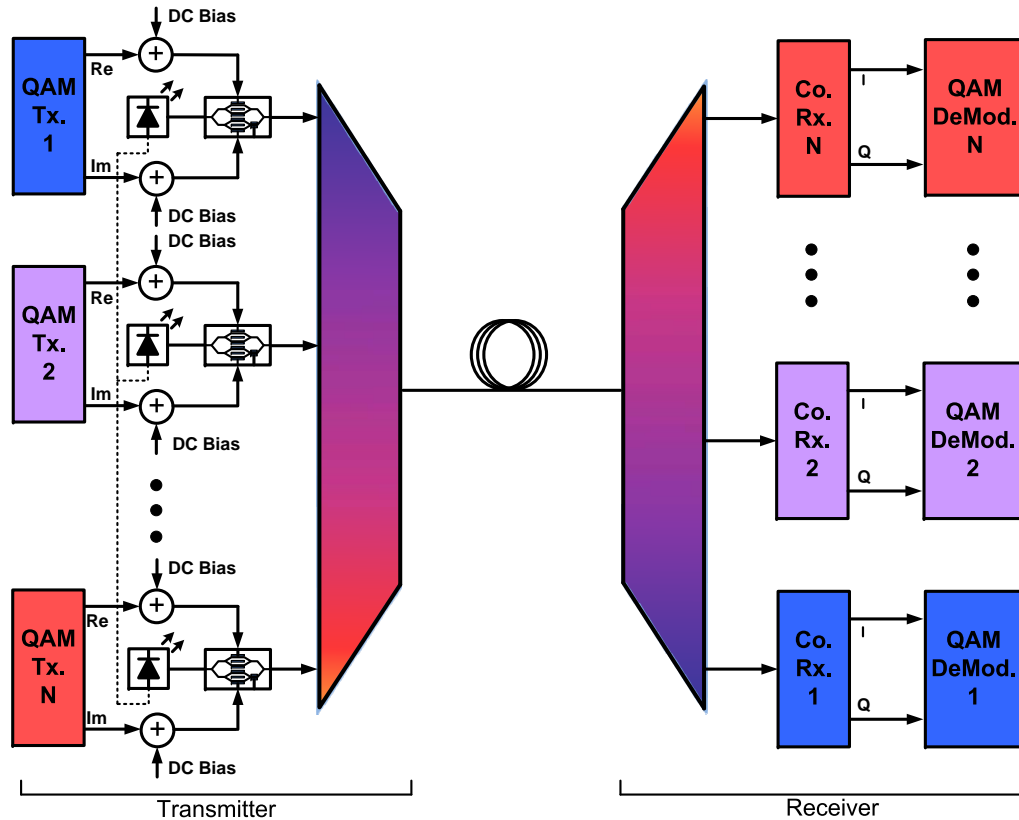 DC Bias
QAM
Tx.
1
Re
+
Im
+
DC Bias
DC Bias
QAM
Tx.
2
Re
+
Im
+
DC Bias
DC Bias
QAM
Tx.
N
Re
+
Im
+
DC Bias
Transmitter
Co.
Rx.
N
I
Q
QAM
DeMod.
N
Co.
Rx.
2
I
Q
QAM
DeMod.
2
Co.
Rx.
1
I
Q
QAM
DeMod.
1
Receiver